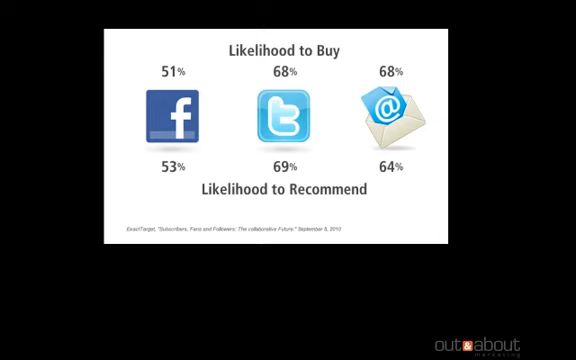 Likelihood to Buy
51% 68% 68%
53% 69% 64%
Likelihood to Recommend
ExactTarget, "Subscribers, Fans and Followers: The collaborative Future." September 8, 2010
out&about
marketing